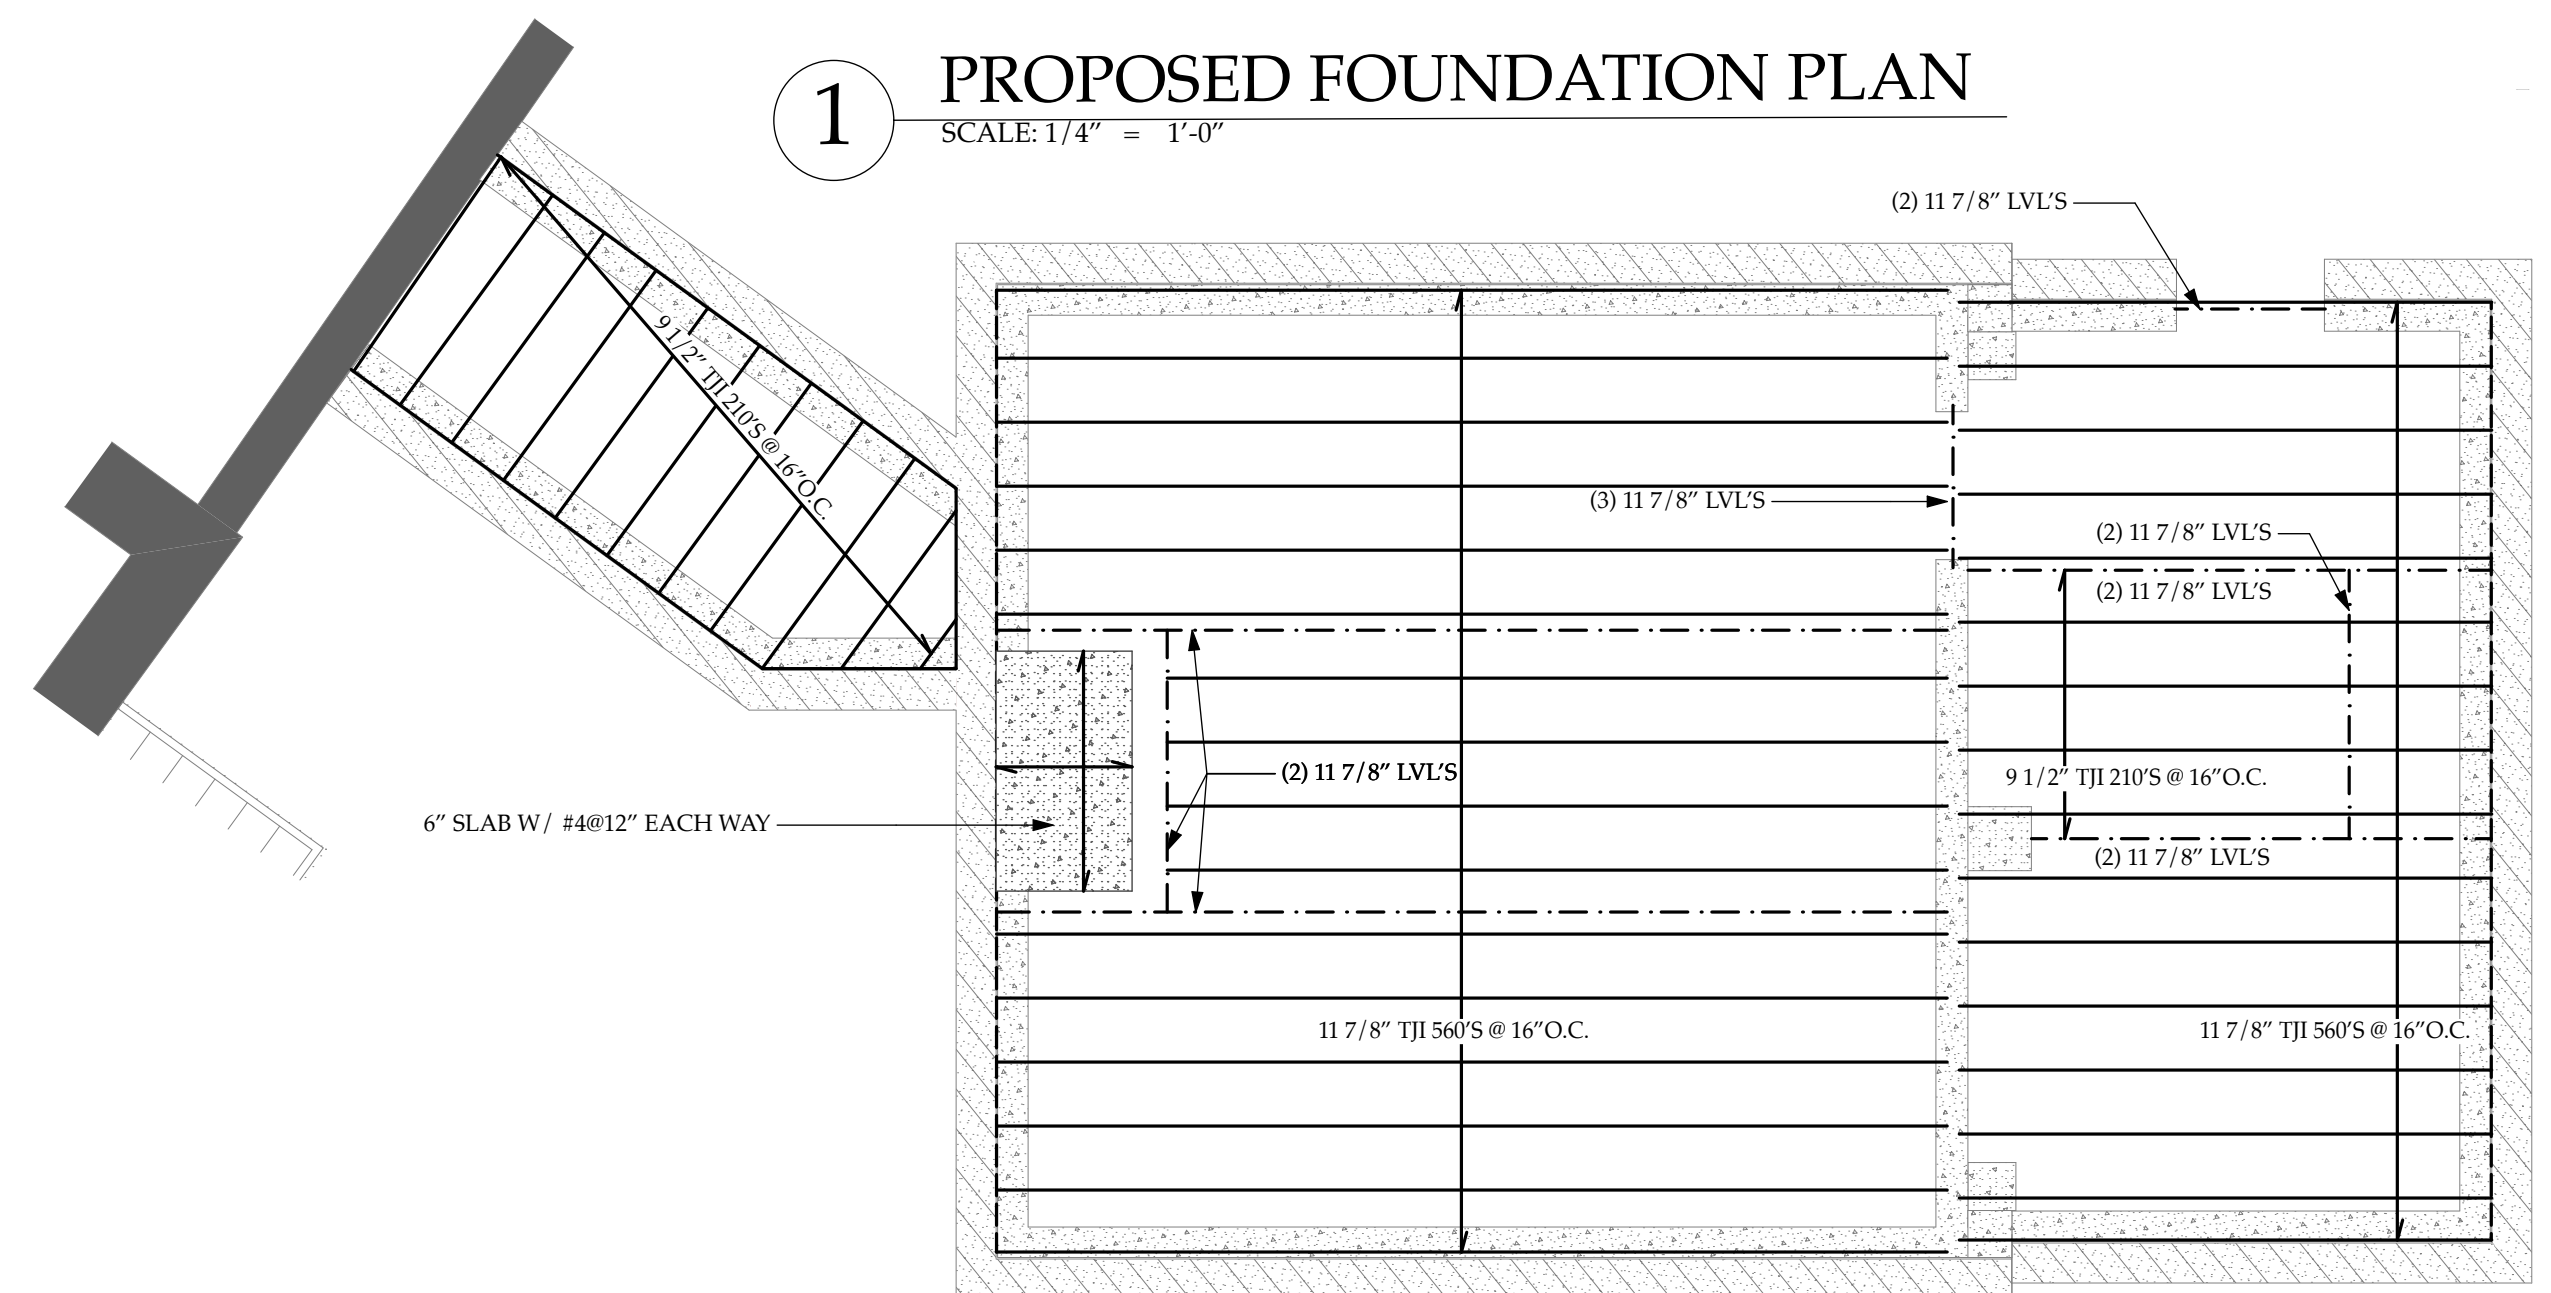 1
PROPOSED FOUNDATION PLAN
SCALE: 1/4” = 1’-0”
(2) 11 7/8” LVL’S
9 1/2” TJI 210’S @ 16”O.C.
(3) 11 7/8” LVL’S
(2) 11 7/8” LVL’S
(2) 11 7/8” LVL’S
(2) 11 7/8” LVL’S
9 1/2” TJI 210’S @ 16”O.C.
6” SLAB W/ #4@12” EACH WAY
(2) 11 7/8” LVL’S
11 7/8” TJI 560’S @ 16”O.C.
11 7/8” TJI 560’S @ 16”O.C.